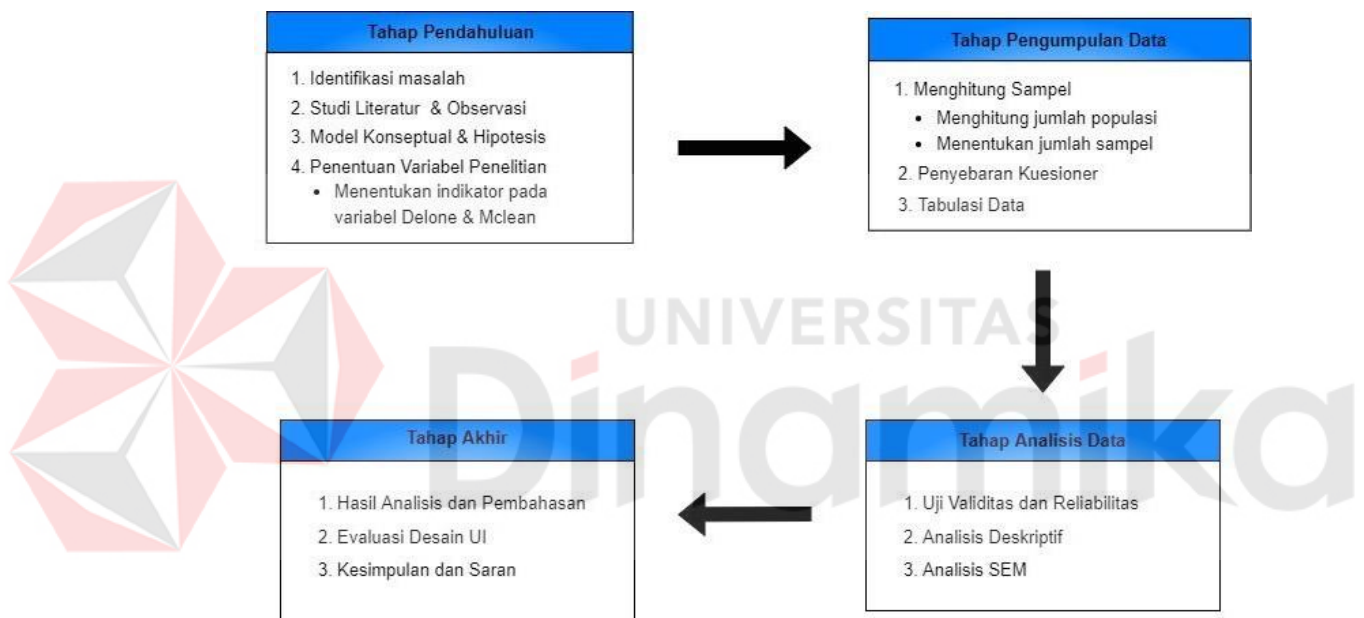 Tahap Pendahuluan
1. Identifikasi masalah
2. Studi Literatur & Observasi
3. Model Konseptual & Hipotesis
4. Penentuan Variabel Penelitian
• Menentukan indikator pada
variabel Delone & Mclean
Tahap Pengumpulan Data
1. Menghitung Sampel
• Menghitung jumlah populasi
• Menentukan jumlah sampel
2. Penyebaran Kuesioner
3. Tabulasi Data
UNIVERSITAS
Dinamika
Tahap Analisis Data
1. Uji Validitas dan Reliabilitas
2. Analisis Deskriptif
3. Analisis SEM
Tahap Akhir
1. Hasil Analisis dan Pembahasan
2. Evaluasi Desain UI
3. Kesimpulan dan Saran